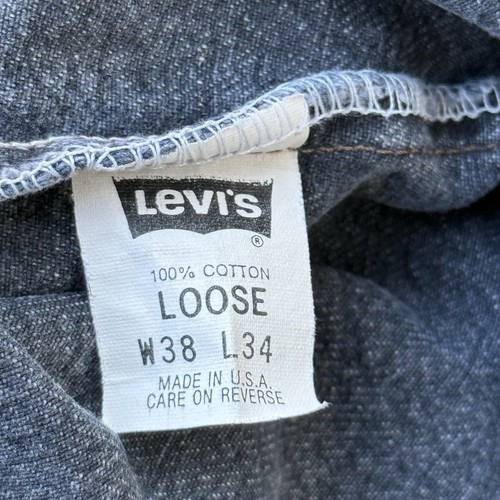 Levi's ®
100% COTTON
LOOSE
W38 L34
MADE IN U.S.A.
CARE ON REVERSE